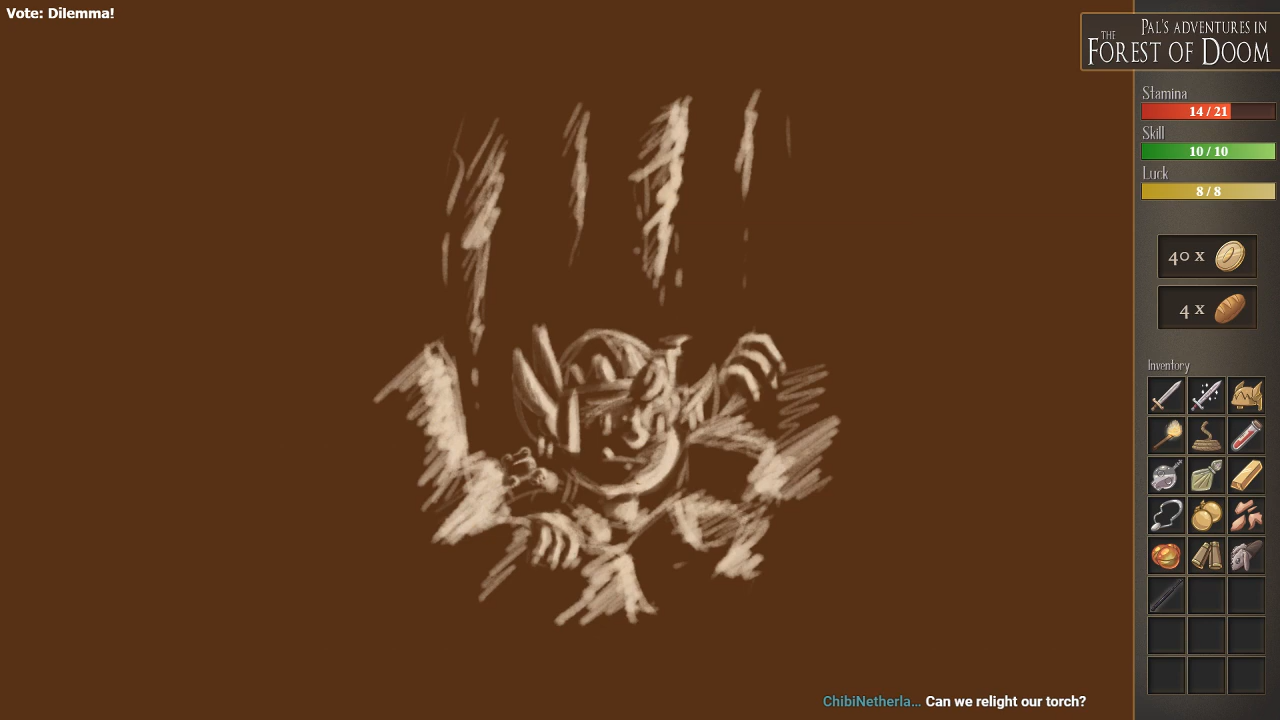 Vote: Dilemma!
PAL'S ADVENTURES IN
THE
FOREST OF DOOM
Stamina
14 / 21
Skill
10 / 10
Luck
8 / 8
40 x
4 x
Inventory
ChibiNetherla... Can we relight our torch?